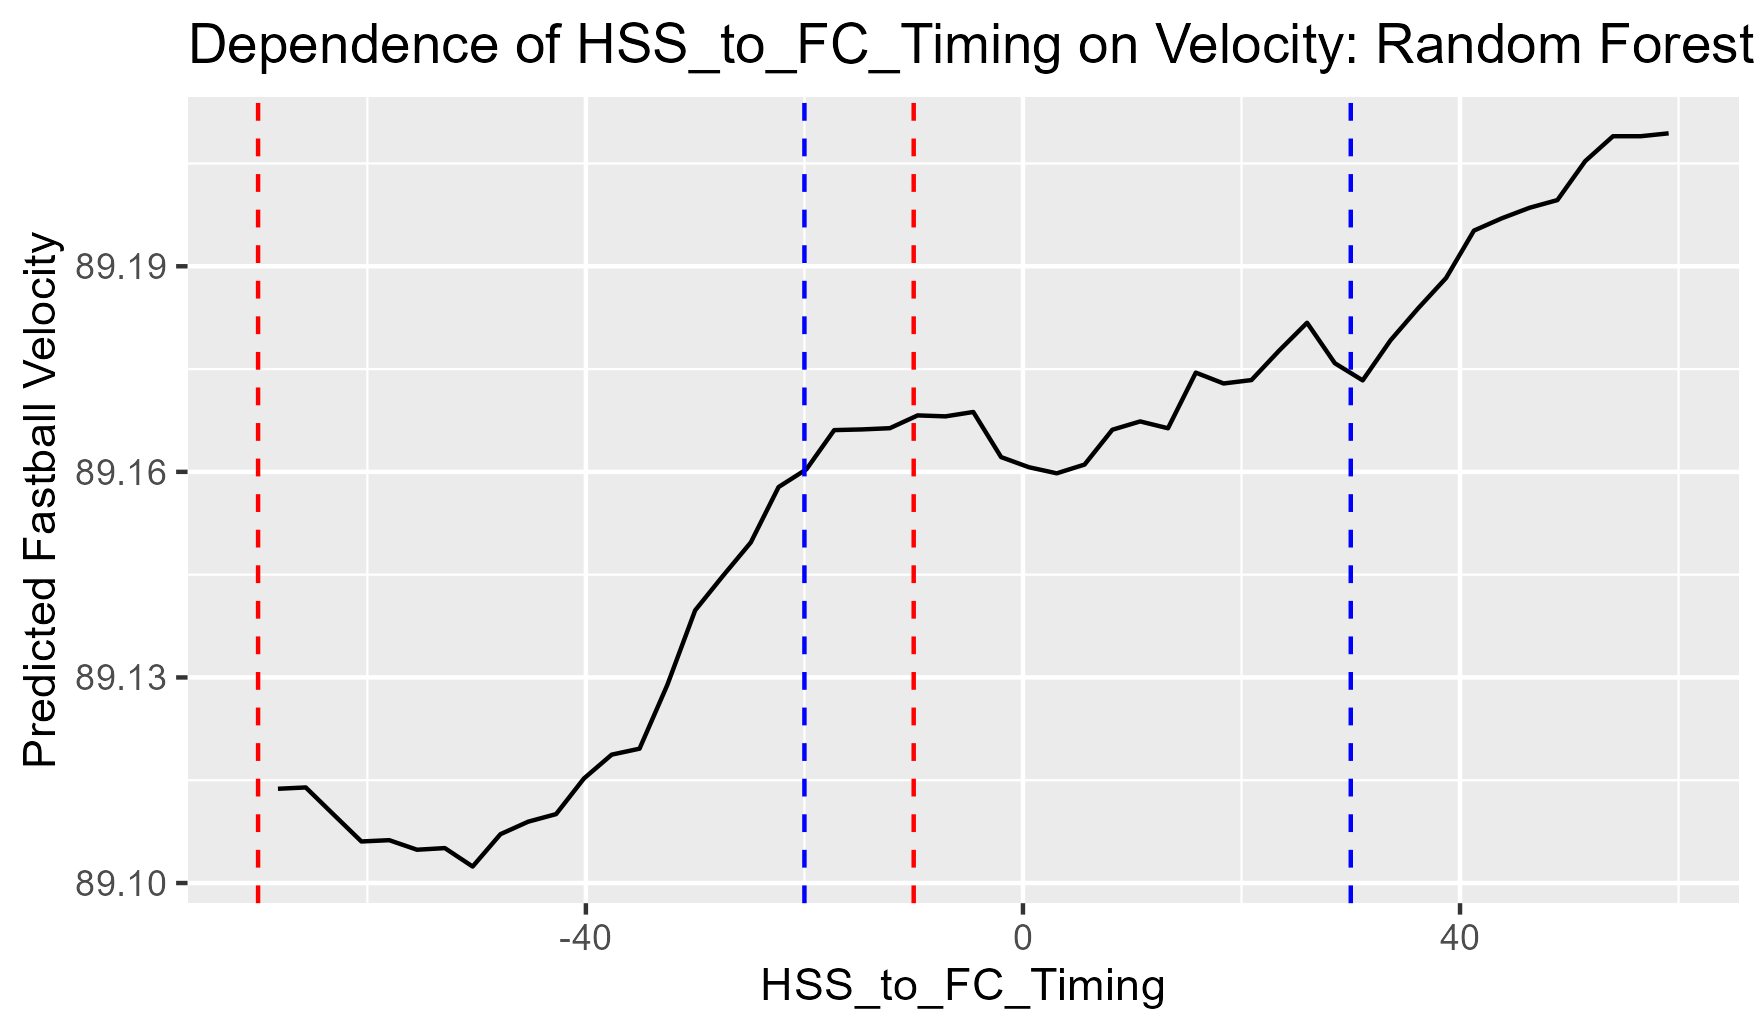 Dependence of HSS_to_FC_Timing on Velocity: Random Forest
Predicted Fastball Velocity
89.19
89.16
89.13
89.10
-40
0
40
HSS_to_FC_Timing